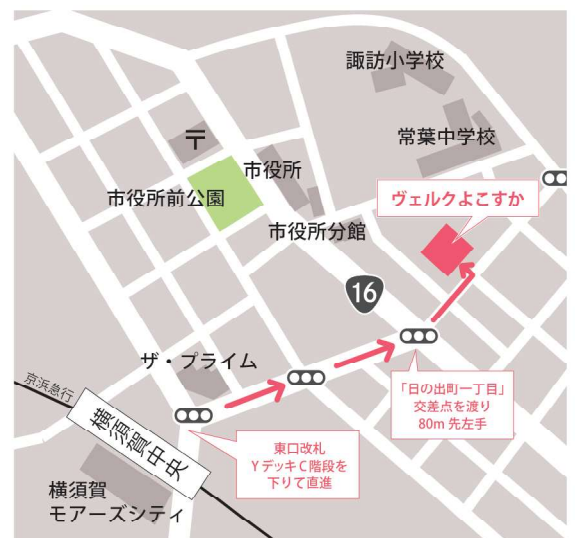 諏訪小学校
常葉中学校
〒
市役所
市役所前公園
ヴェルクよこすか
市役所分館
16
ザ・プライム
京浜急行
横須賀中央
「日の出町一丁目」
交差点を渡り
80m 先左手
東口改札
YデッキC階段を
下りて直進
横須賀
モアーズシティ